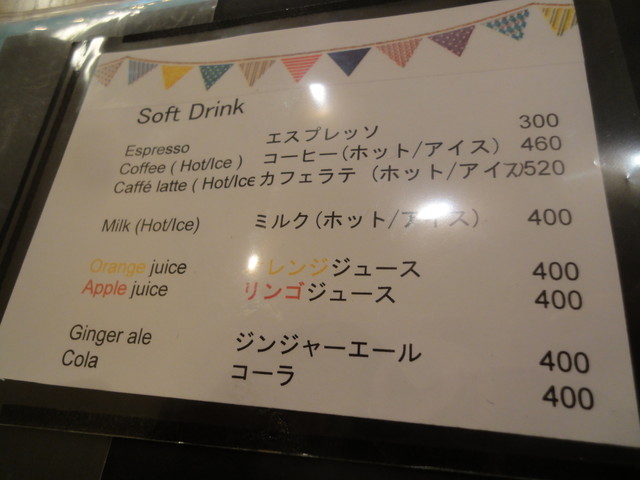 Soft Drink
Espresso エスプレッソ 300
Coffee ( Hot/Ice ) コーヒー(ホット/アイス) 460
Caffé latte ( Hot/Ice カフェラテ (ホット/アイス) 520
Milk (Hot/Ice) ミルク(ホット/アイス) 400
Orange juice オレンジジュース 400
Apple juice リンゴジュース 400
Ginger ale ジンジャーエール 400
Cola コーラ 400